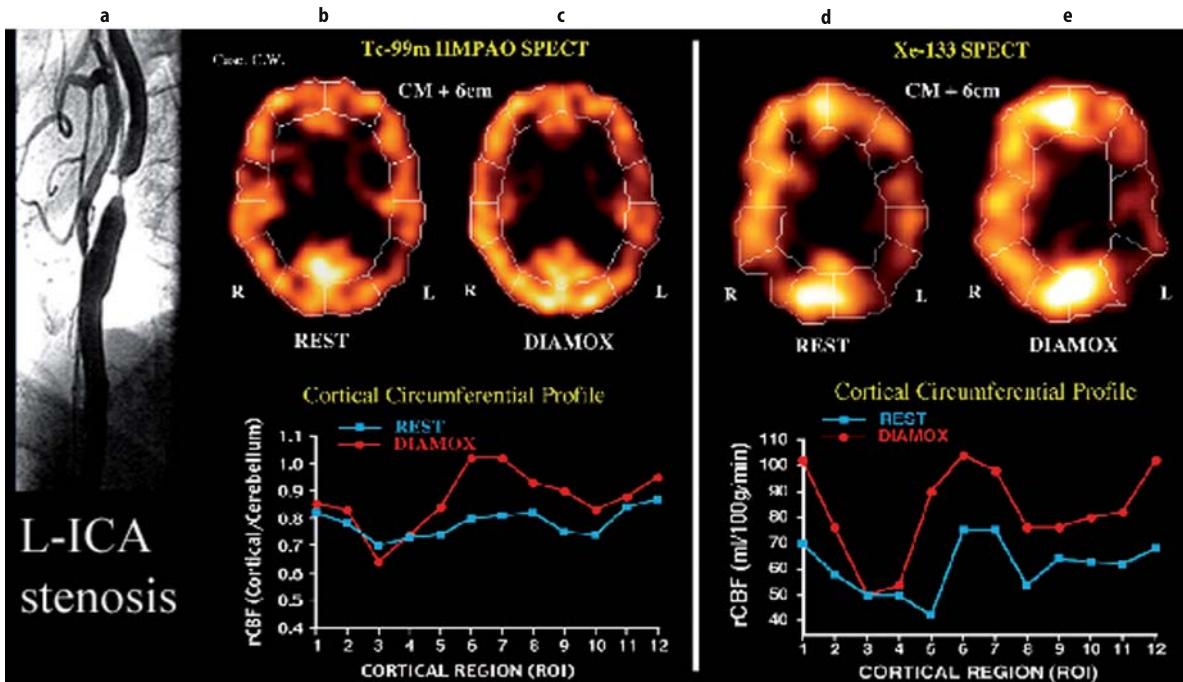 a
b
c
d
e
Tc-99m HMPAO SPECT
CM + 6cm
R
L
REST
DIAMOX
Xe-133 SPECT
CM + 6cm
R
L
REST
DIAMOX
L-ICA
stenosis
Cortical Circumferential Profile
REST
DIAMOX
rCBF (Cortical/Cerebellum)
1.1
1.0
0.9
0.8
0.7
0.6
0.5
0.4
1 2 3 4 5 6 7 8 9 10 11 12
CORTICAL REGION (ROI)
Cortical Circumferential Profile
REST
DIAMOX
rCBF (ml/100g/min)
110
100
90
80
70
60
50
40
1 2 3 4 5 6 7 8 9 10 11 12
CORTICAL REGION (ROI)